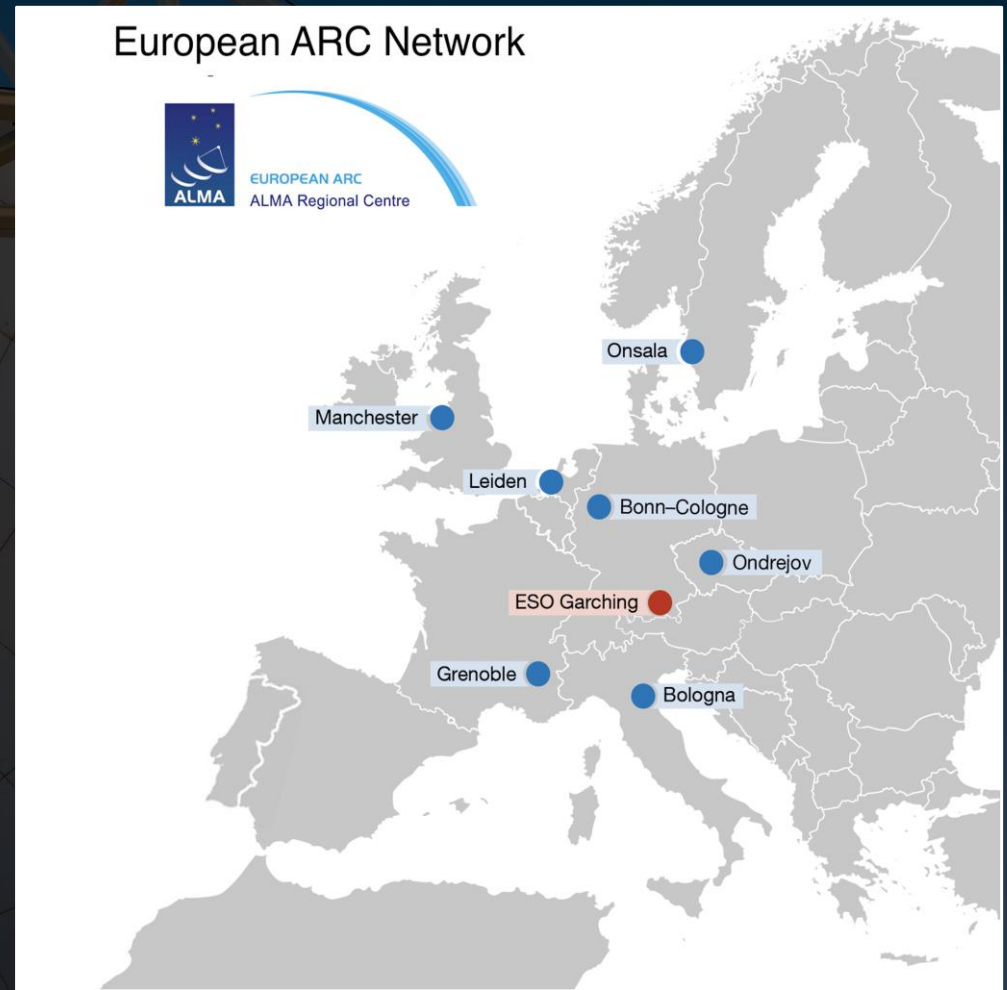 European ARC Network
ALMA
EUROPEAN ARC
ALMA Regional Centre
Onsala
Manchester
Leiden
Bonn–Cologne
Ondrejov
ESO Garching
Grenoble
Bologna